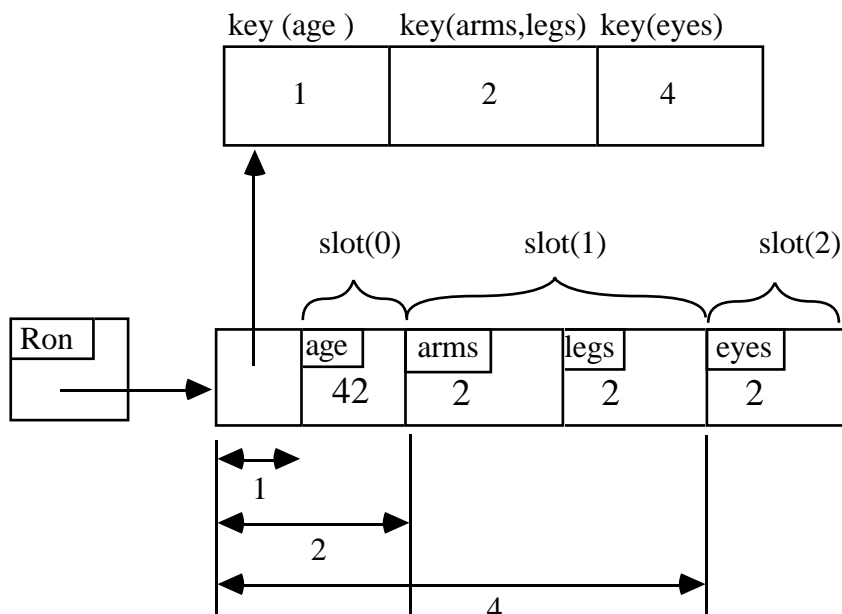 key (age ) key(arms,legs) key(eyes)
1 2 4
slot(0) slot(1) slot(2)
Ron
age arms legs eyes
42 2 2 2
1
2
4